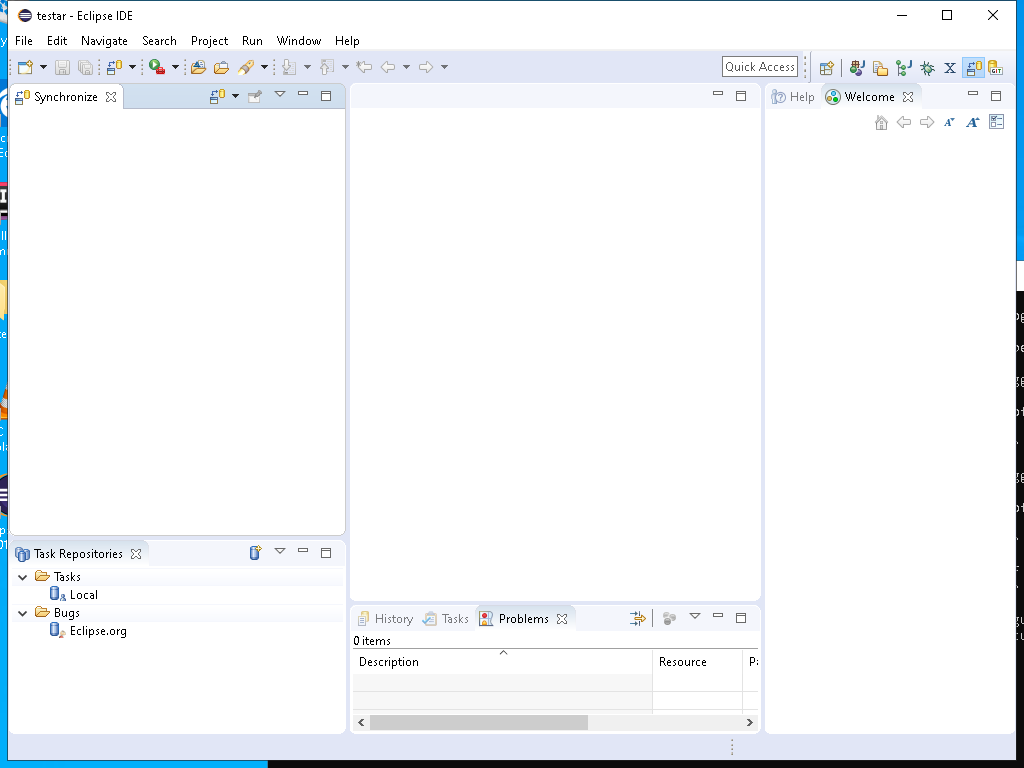 testar - Eclipse IDE
File Edit Navigate Search Project Run Window Help
Quick Access
Synchronize
Help Welcome
Task Repositories
Tasks
Local
Bugs
Eclipse.org
History Tasks Problems
0 items
Description Resource